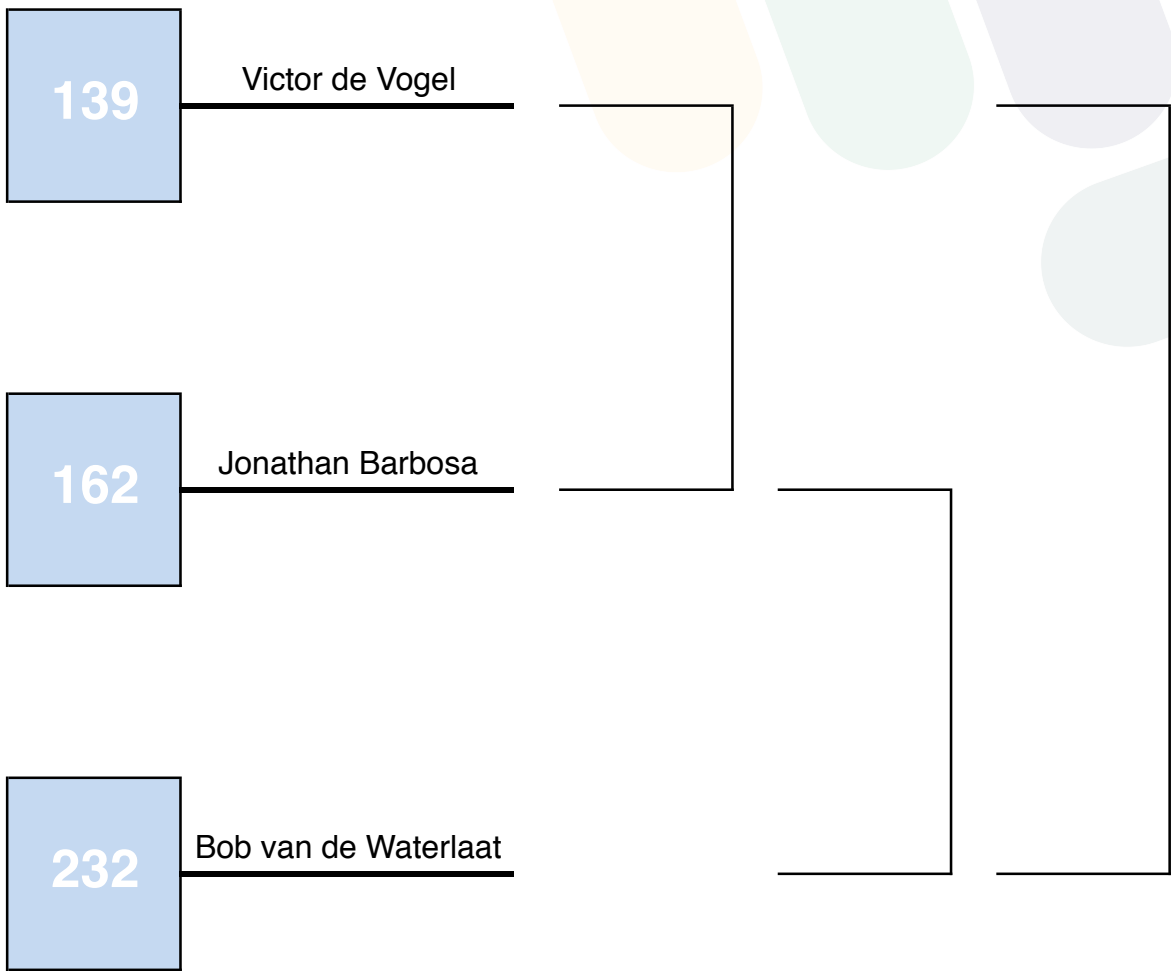 139
Victor de Vogel
162
Jonathan Barbosa
232
Bob van de Waterlaat